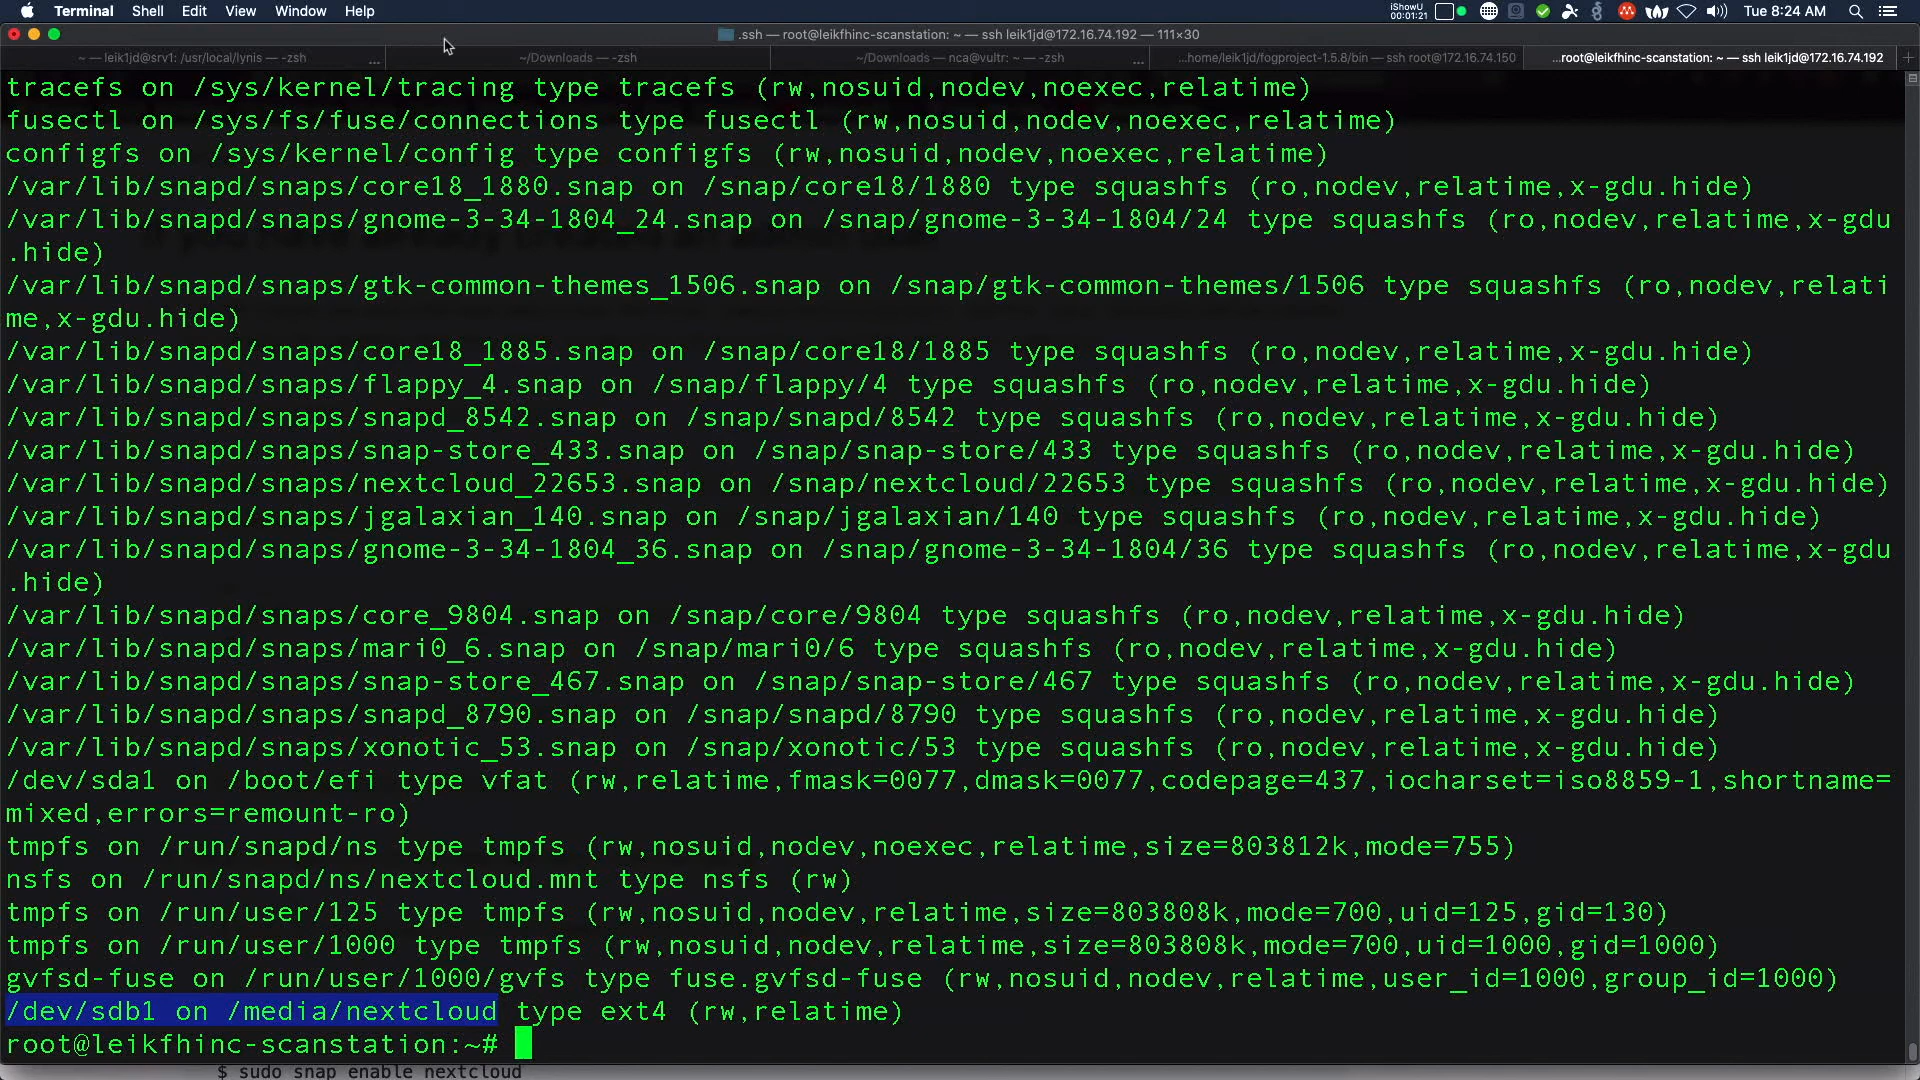 Terminal Shell Edit View Window Help iShowU 00:01:21 Tue 8:24 AM
.ssh — root@leikfhinc-scanstation: ~ — ssh leik1jd@172.16.74.192 — 111×30
~ — leik1jd@srv1: /usr/local/lynis — -zsh ... ~/Downloads — -zsh ~/Downloads — nca@vultr: ~ — -zsh ... ...home/leik1jd/fogproject-1.5.8/bin — ssh root@172.16.74.150 ...root@leikfhinc-scanstation: ~ — ssh leik1jd@172.16.74.192 +
tracefs on /sys/kernel/tracing type tracefs (rw,nosuid,nodev,noexec,relatime)
fusectl on /sys/fs/fuse/connections type fusectl (rw,nosuid,nodev,noexec,relatime)
configfs on /sys/kernel/config type configfs (rw,nosuid,nodev,noexec,relatime)
/var/lib/snapd/snaps/core18_1880.snap on /snap/core18/1880 type squashfs (ro,nodev,relatime,x-gdu.hide)
/var/lib/snapd/snaps/gnome-3-34-1804_24.snap on /snap/gnome-3-34-1804/24 type squashfs (ro,nodev,relatime,x-gdu
.hide)
/var/lib/snapd/snaps/gtk-common-themes_1506.snap on /snap/gtk-common-themes/1506 type squashfs (ro,nodev,relati
me,x-gdu.hide)
/var/lib/snapd/snaps/core18_1885.snap on /snap/core18/1885 type squashfs (ro,nodev,relatime,x-gdu.hide)
/var/lib/snapd/snaps/flappy_4.snap on /snap/flappy/4 type squashfs (ro,nodev,relatime,x-gdu.hide)
/var/lib/snapd/snaps/snapd_8542.snap on /snap/snapd/8542 type squashfs (ro,nodev,relatime,x-gdu.hide)
/var/lib/snapd/snaps/snap-store_433.snap on /snap/snap-store/433 type squashfs (ro,nodev,relatime,x-gdu.hide)
/var/lib/snapd/snaps/nextcloud_22653.snap on /snap/nextcloud/22653 type squashfs (ro,nodev,relatime,x-gdu.hide)
/var/lib/snapd/snaps/jgalaxian_140.snap on /snap/jgalaxian/140 type squashfs (ro,nodev,relatime,x-gdu.hide)
/var/lib/snapd/snaps/gnome-3-34-1804_36.snap on /snap/gnome-3-34-1804/36 type squashfs (ro,nodev,relatime,x-gdu
.hide)
/var/lib/snapd/snaps/core_9804.snap on /snap/core/9804 type squashfs (ro,nodev,relatime,x-gdu.hide)
/var/lib/snapd/snaps/mari0_6.snap on /snap/mari0/6 type squashfs (ro,nodev,relatime,x-gdu.hide)
/var/lib/snapd/snaps/snap-store_467.snap on /snap/snap-store/467 type squashfs (ro,nodev,relatime,x-gdu.hide)
/var/lib/snapd/snaps/snapd_8790.snap on /snap/snapd/8790 type squashfs (ro,nodev,relatime,x-gdu.hide)
/var/lib/snapd/snaps/xonotic_53.snap on /snap/xonotic/53 type squashfs (ro,nodev,relatime,x-gdu.hide)
/dev/sda1 on /boot/efi type vfat (rw,relatime,fmask=0077,dmask=0077,codepage=437,iocharset=iso8859-1,shortname=
mixed,errors=remount-ro)
tmpfs on /run/snapd/ns type tmpfs (rw,nosuid,nodev,noexec,relatime,size=803812k,mode=755)
nsfs on /run/snapd/ns/nextcloud.mnt type nsfs (rw)
tmpfs on /run/user/125 type tmpfs (rw,nosuid,nodev,relatime,size=803808k,mode=700,uid=125,gid=130)
tmpfs on /run/user/1000 type tmpfs (rw,nosuid,nodev,relatime,size=803808k,mode=700,uid=1000,gid=1000)
gvfsd-fuse on /run/user/1000/gvfs type fuse.gvfsd-fuse (rw,nosuid,nodev,relatime,user_id=1000,group_id=1000)
/dev/sdb1 on /media/nextcloud type ext4 (rw,relatime)
root@leikfhinc-scanstation:~#
$ sudo snap enable nextcloud